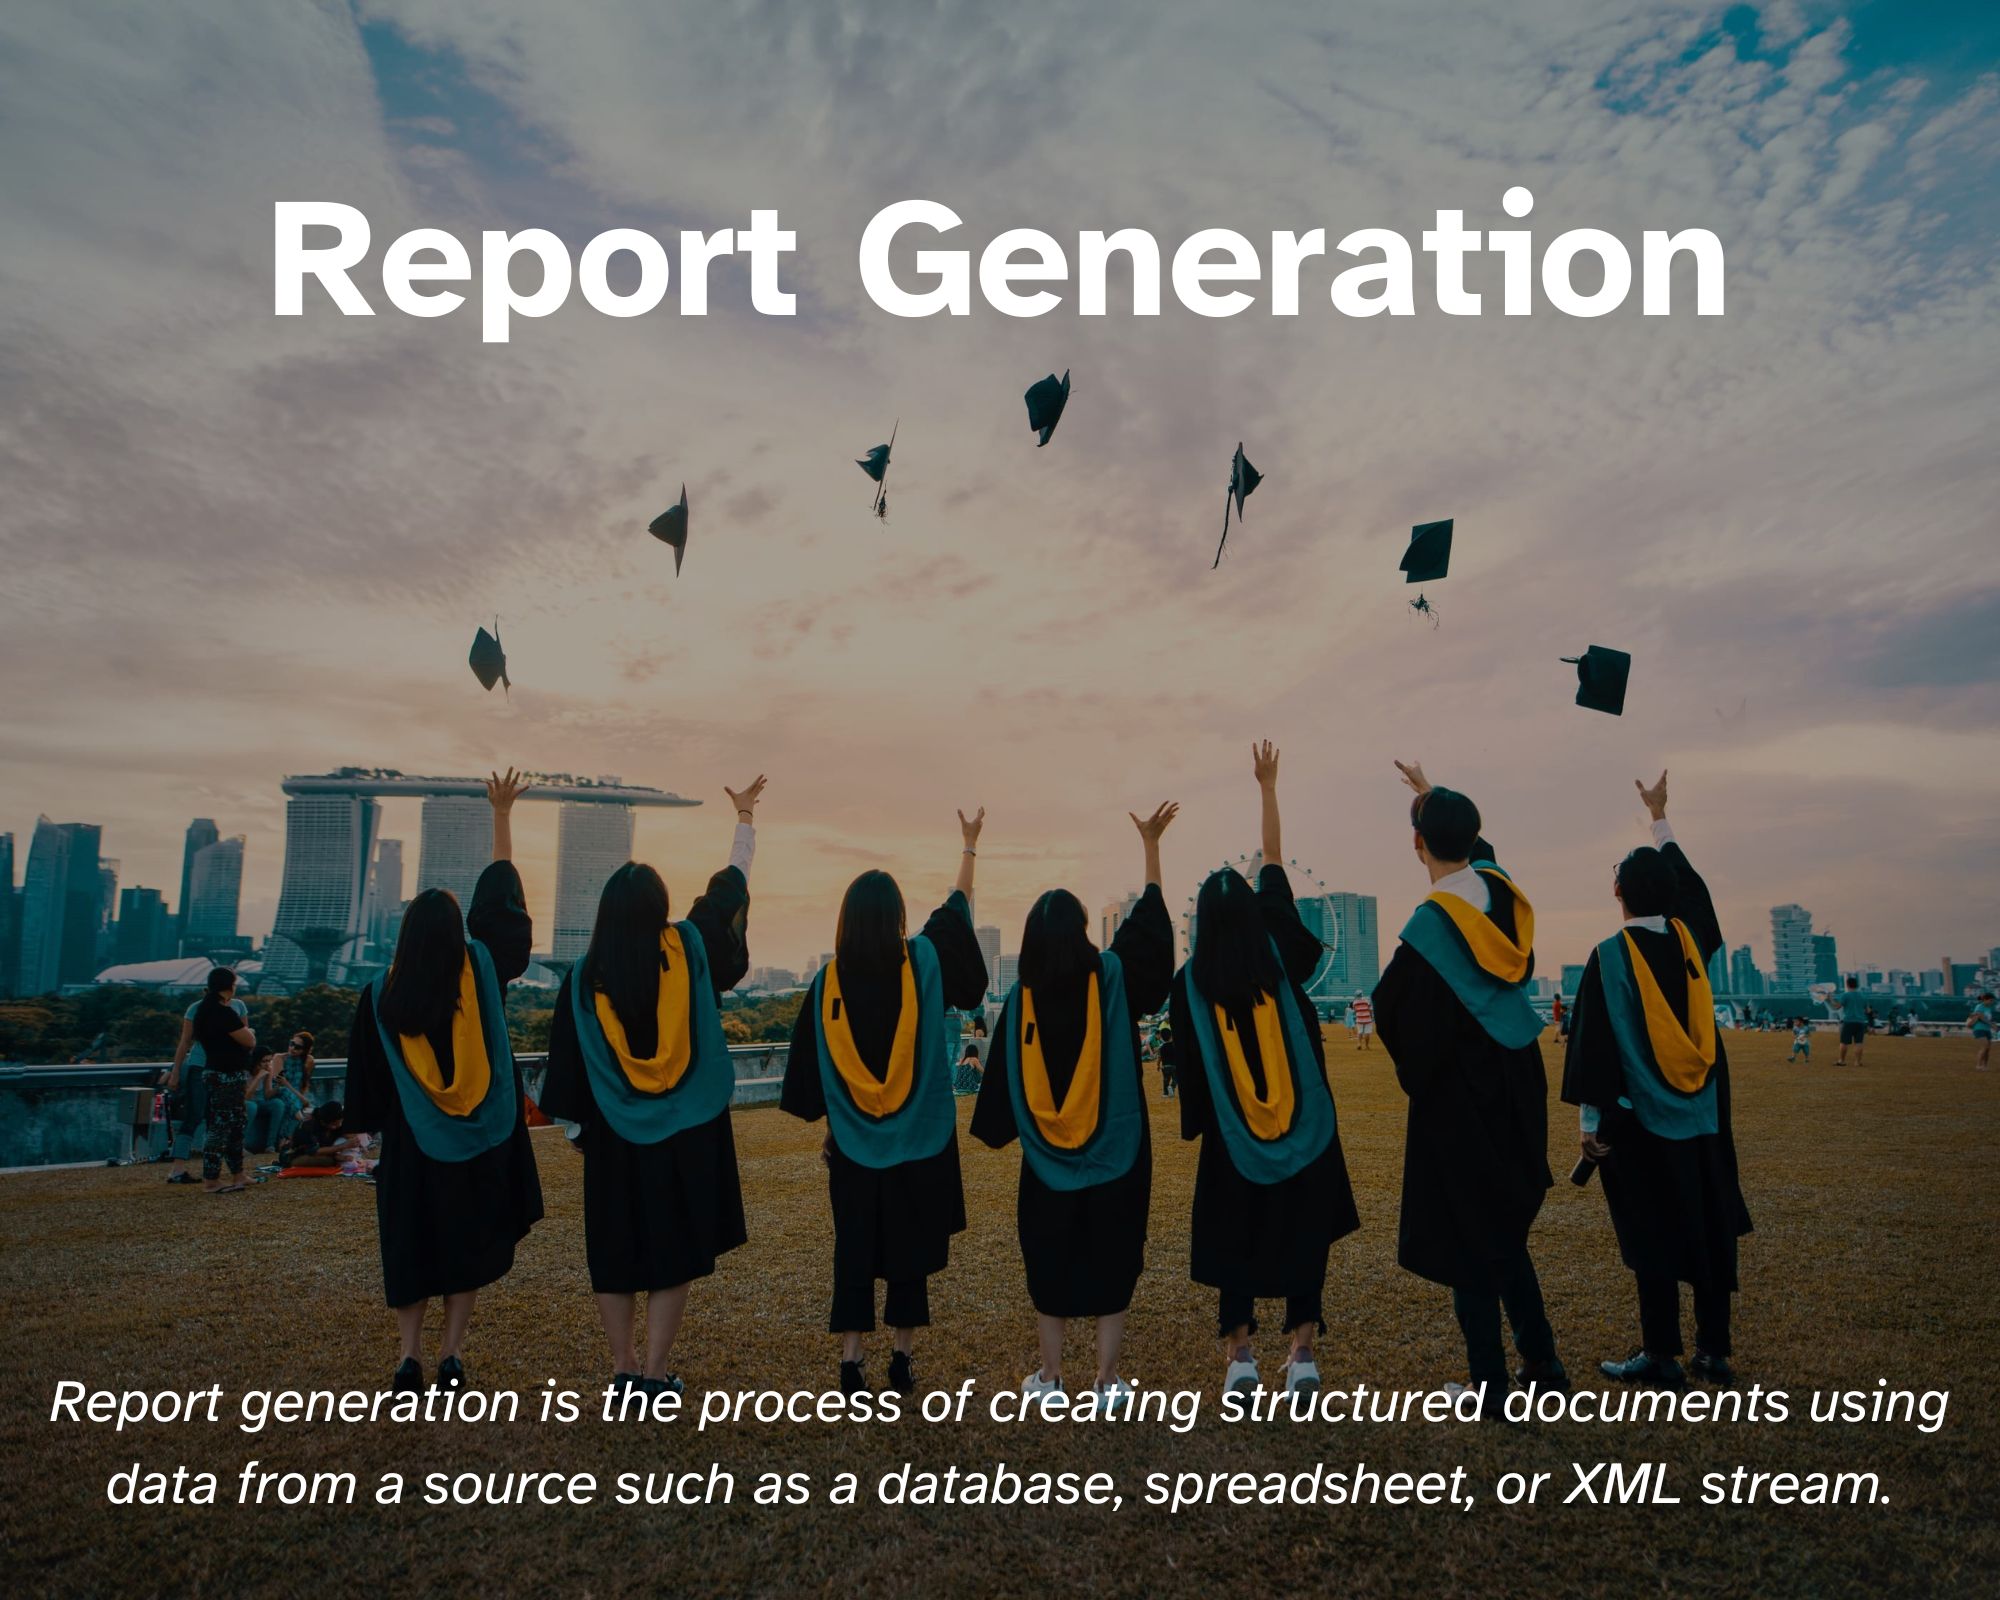 Report Generation
Report generation is the process of creating structured documents using
data from a source such as a database, spreadsheet, or XML stream.